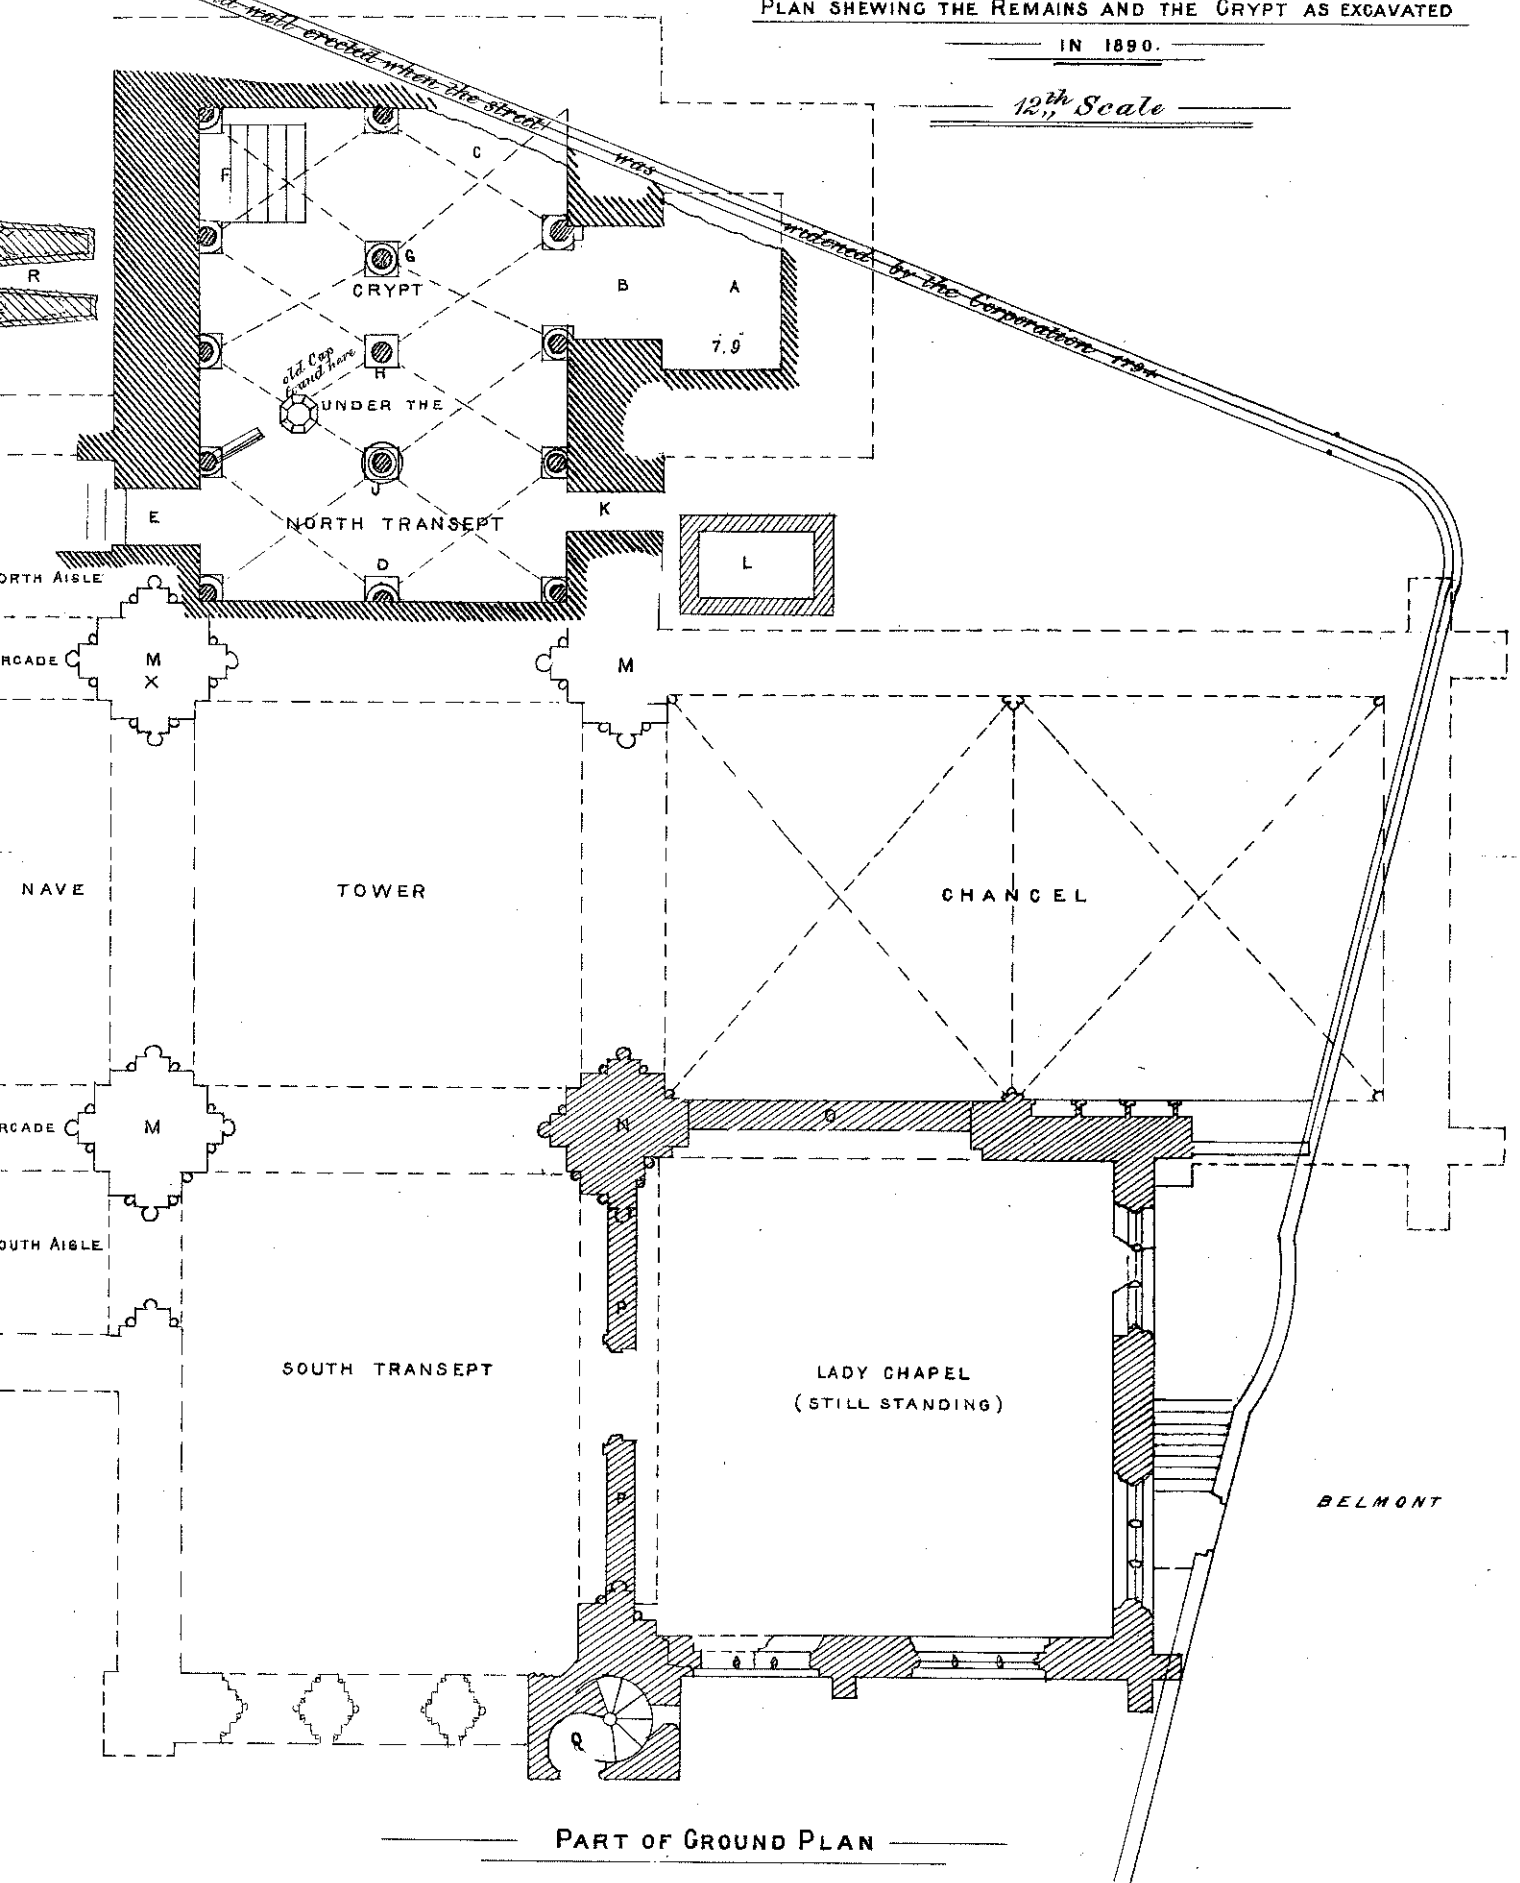 PLAN SHEWING THE REMAINS AND THE CRYPT AS EXCAVATED
IN 1890.
12th Scale
wall erected when the street was widened by the Corporation
C
F
R
G
CRYPT
B
A
7.9
old Cap found here
H
UNDER THE
J
E
NORTH TRANSEPT
K
D
L
ORTH AISLE
RCADE
M
X
M
NAVE
TOWER
CHANCEL
RCADE
M
N
O
OUTH AISLE
P
SOUTH TRANSEPT
LADY CHAPEL
(STILL STANDING)
P
BELMONT
Q
PART OF GROUND PLAN